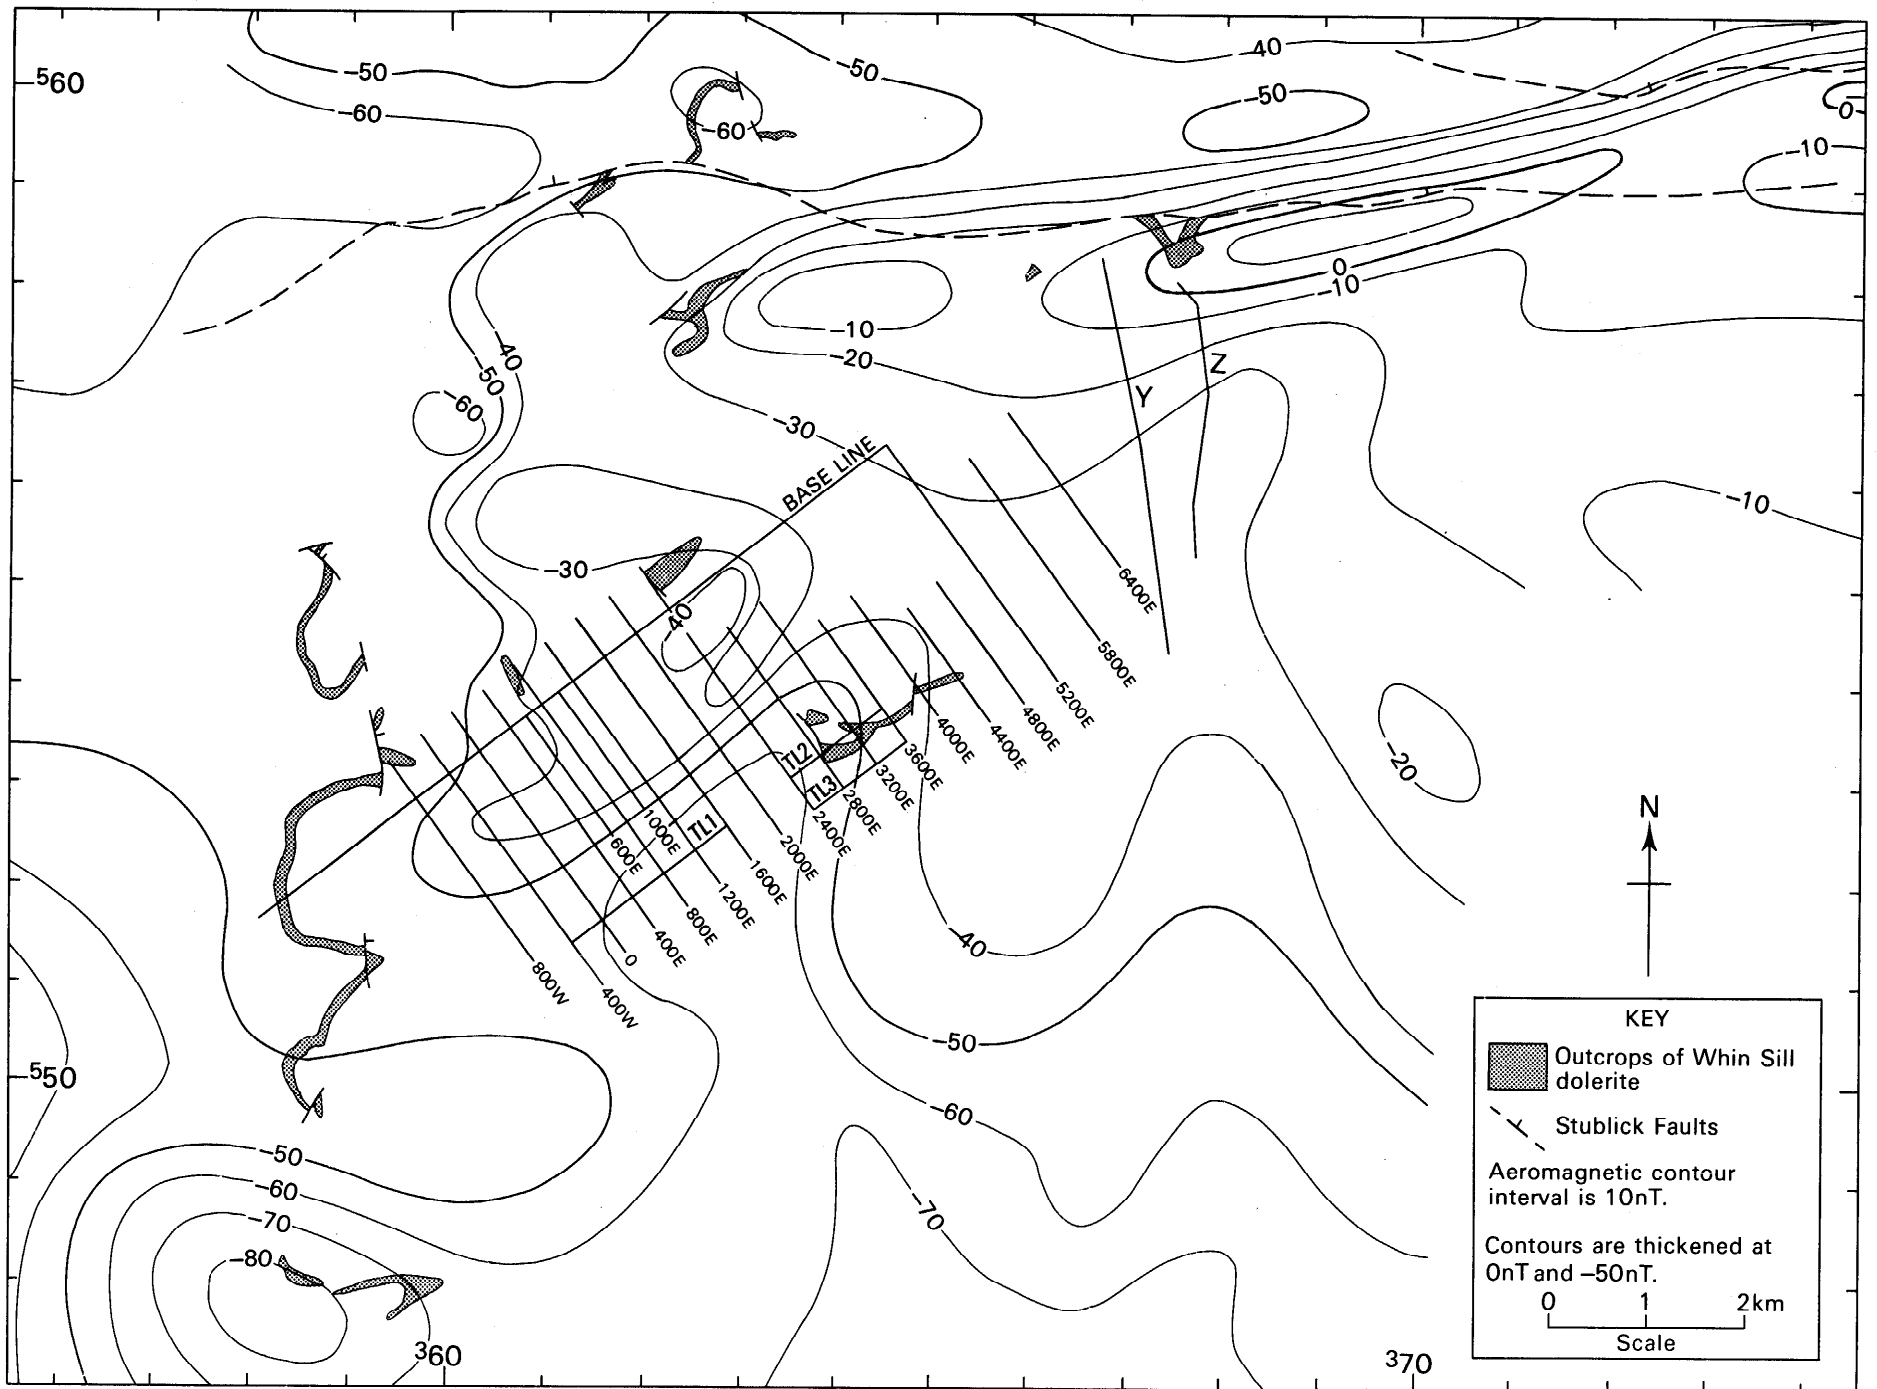 560
-50
-60
-60
-50
-40
-50
0
-10
0
-10
-10
-20
-30
-40
-50
-60
Y
Z
BASE LINE
-10
-30
-40
6400E
5800E
5200E
4800E
4400E
4000E
3600E
3200E
2800E
2400E
2000E
1600E
1200E
1000E
800E
600E
400E
0
400W
800W
TL2
TL3
TL1
-20
-40
-50
-60
-70
550
-50
-60
-70
-80
360
370
N
KEY
Outcrops of Whin Sill
dolerite
Stublick Faults
Aeromagnetic contour
interval is 10nT.
Contours are thickened at
0nT and –50nT.
0 1 2km
Scale